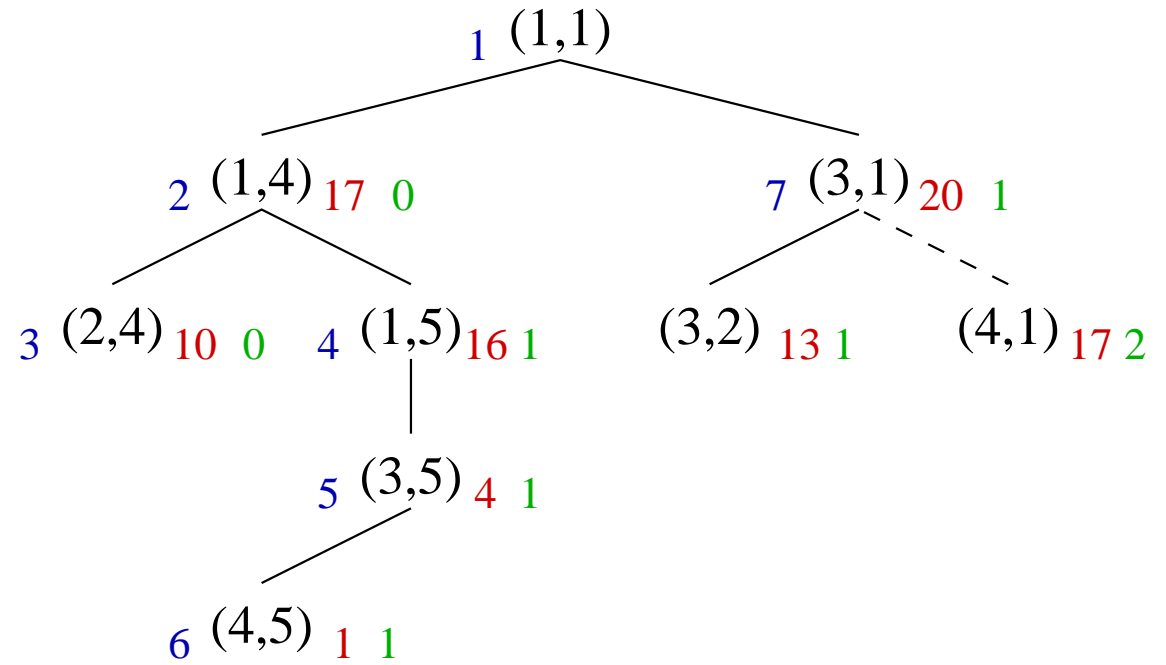 1 (1,1)
2 (1,4) 17 0 7 (3,1) 20 1
3 (2,4) 10 0 4 (1,5) 16 1 (3,2) 13 1 (4,1) 17 2
5 (3,5) 4 1
6 (4,5) 1 1